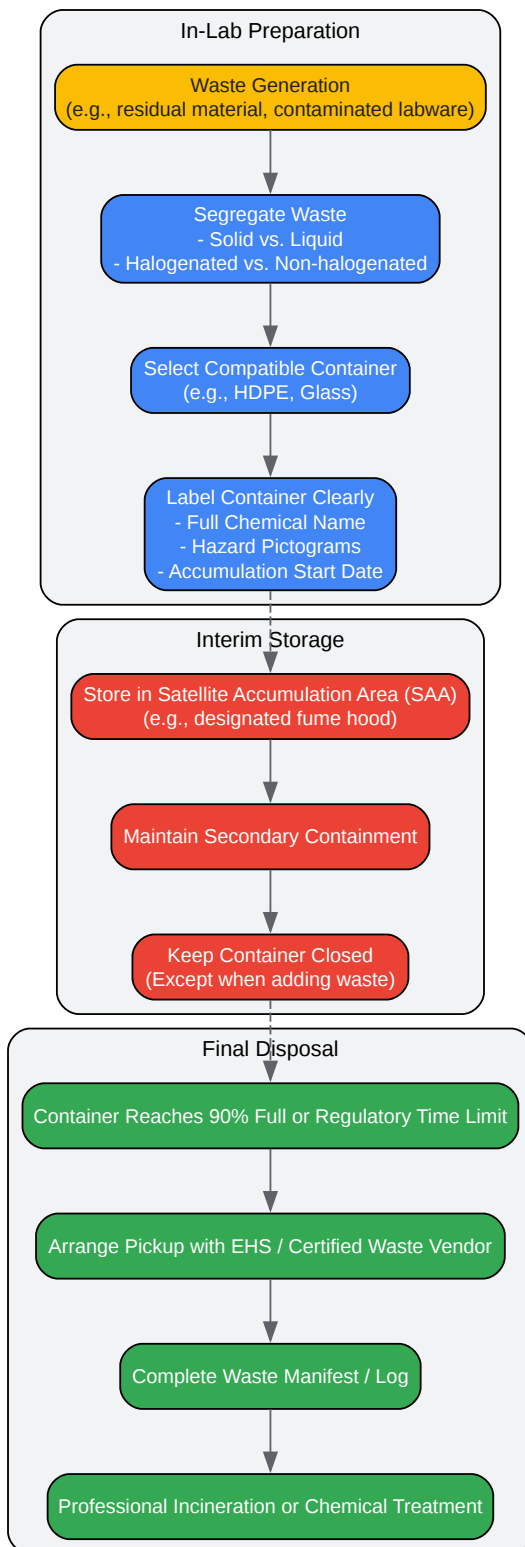 In-Lab Preparation
Waste Generation
(e.g., residual material, contaminated labware)
Segregate Waste
- Solid vs. Liquid
- Halogenated vs. Non-halogenated
Select Compatible Container
(e.g., HDPE, Glass)
Label Container Clearly
- Full Chemical Name
- Hazard Pictograms
- Accumulation Start Date
Interim Storage
Store in Satellite Accumulation Area (SAA)
(e.g., designated fume hood)
Maintain Secondary Containment
Keep Container Closed
(Except when adding waste)
Final Disposal
Container Reaches 90% Full or Regulatory Time Limit
Arrange Pickup with EHS / Certified Waste Vendor
Complete Waste Manifest / Log
Professional Incineration or Chemical Treatment